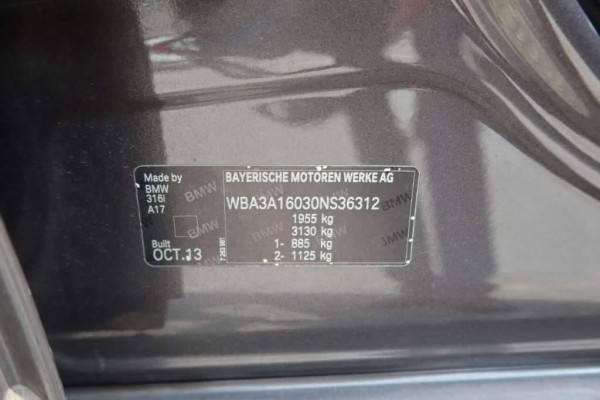 Made by
BMW
316i
A17
Built
OCT.13
BAYERISCHE MOTOREN WERKE AG
WBA3A16030NS36312
1955 kg
3130 kg
1- 885 kg
2- 1125 kg